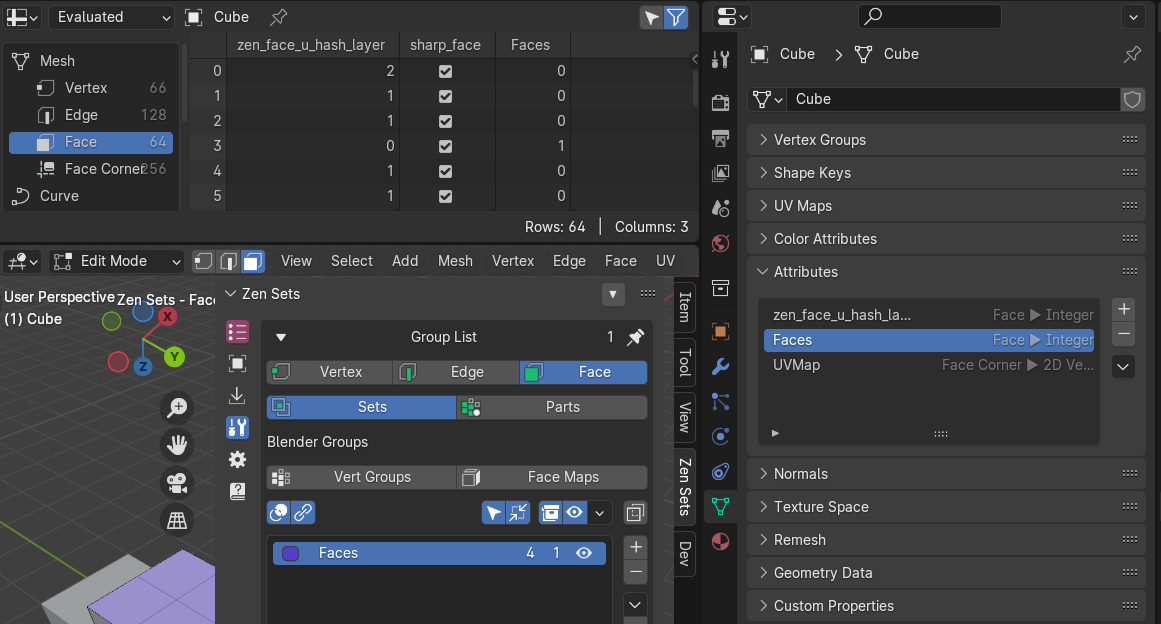 Evaluated Cube
zen_face_u_hash_layer sharp_face Faces
0 2 0
1 1 0
2 1 0
3 0 1
4 1 0
5 1 0
Mesh
Vertex 66
Edge 128
Face 64
Face Corner 256
Curve
Rows: 64 | Columns: 3
Edit Mode View Select Add Mesh Vertex Edge Face UV
User Perspective
(1) Cube
Zen Sets - Face
X
Y
Z
Zen Sets
Group List 1
Vertex Edge Face
Sets Parts
Blender Groups
Vert Groups Face Maps
Faces 4 1
Item
Tool
View
Zen Sets
Dev
Cube Cube
Cube
Vertex Groups
Shape Keys
UV Maps
Color Attributes
Attributes
zen_face_u_hash_la... Face ▶ Integer
Faces Face ▶ Integer
UVMap Face Corner ▶ 2D Ve...
Normals
Texture Space
Remesh
Geometry Data
Custom Properties